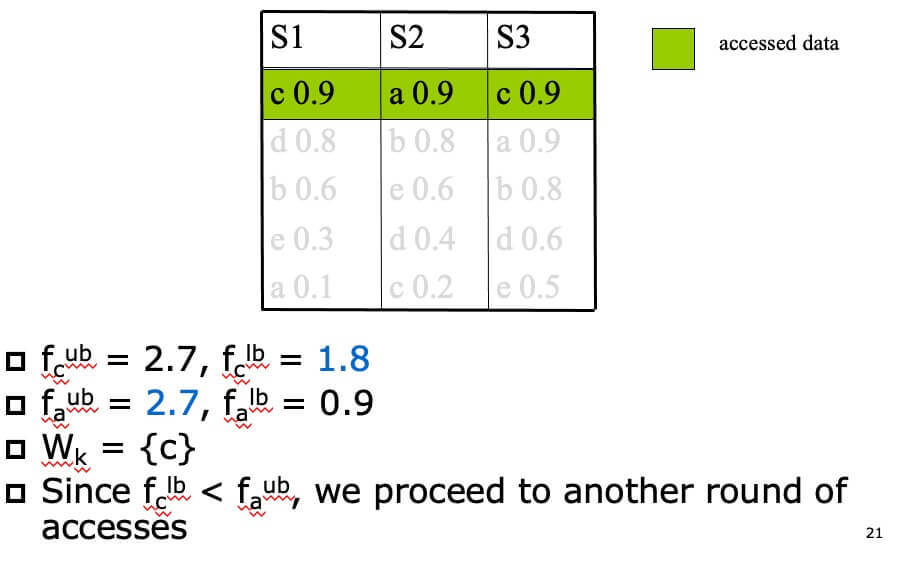 S1 S2 S3
accessed data
c 0.9 a 0.9 c 0.9
d 0.8 b 0.8 a 0.9
b 0.6 e 0.6 b 0.8
e 0.3 d 0.4 d 0.6
a 0.1 c 0.2 e 0.5
f_c^ub = 2.7, f_c^lb = 1.8
f_a^ub = 2.7, f_a^lb = 0.9
W_k = {c}
Since f_c^lb < f_a^ub, we proceed to another round of
accesses
21